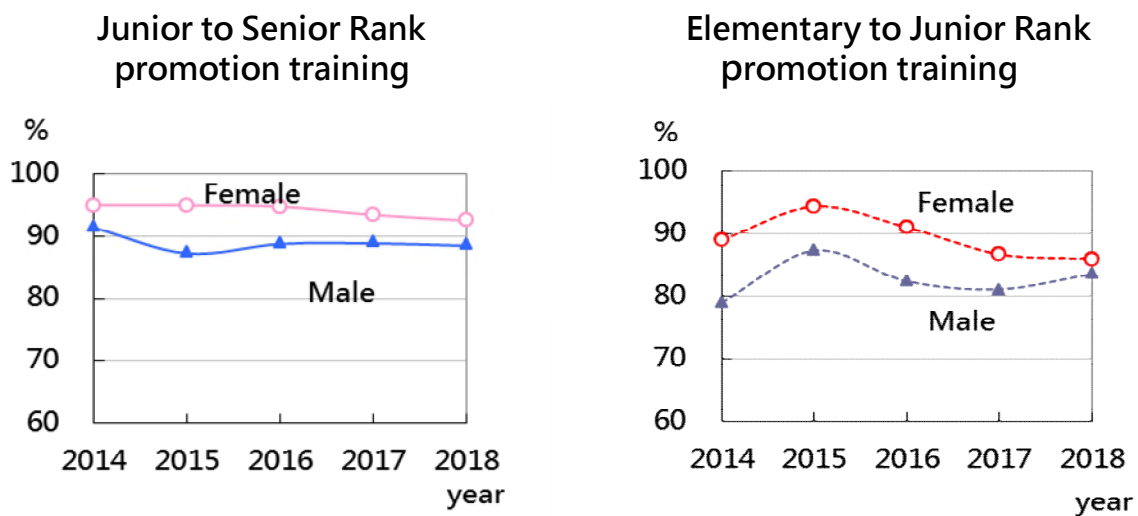 Junior to Senior Rank
promotion training
%
100
90
80
70
60
Female
Male
2014 2015 2016 2017 2018
year
Elementary to Junior Rank
promotion training
%
100
90
80
70
60
Female
Male
2014 2015 2016 2017 2018
year